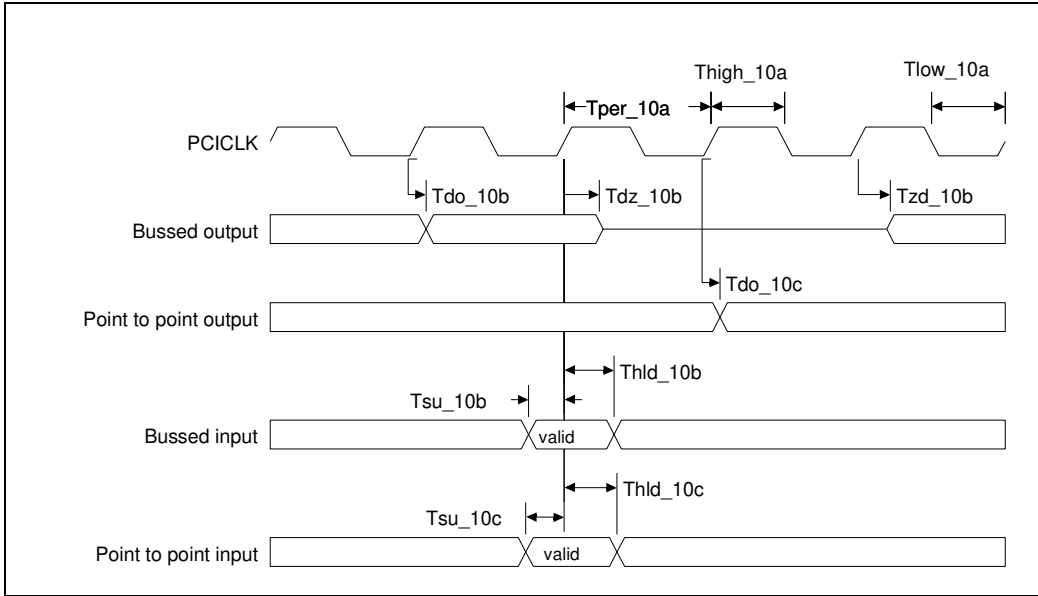 Thigh_10a
Tlow_10a
Tper_10a
PCICLK
Tdo_10b
Tdz_10b
Tzd_10b
Bussed output
Tdo_10c
Point to point output
Thld_10b
Tsu_10b
Bussed input
valid
Thld_10c
Tsu_10c
Point to point input
valid